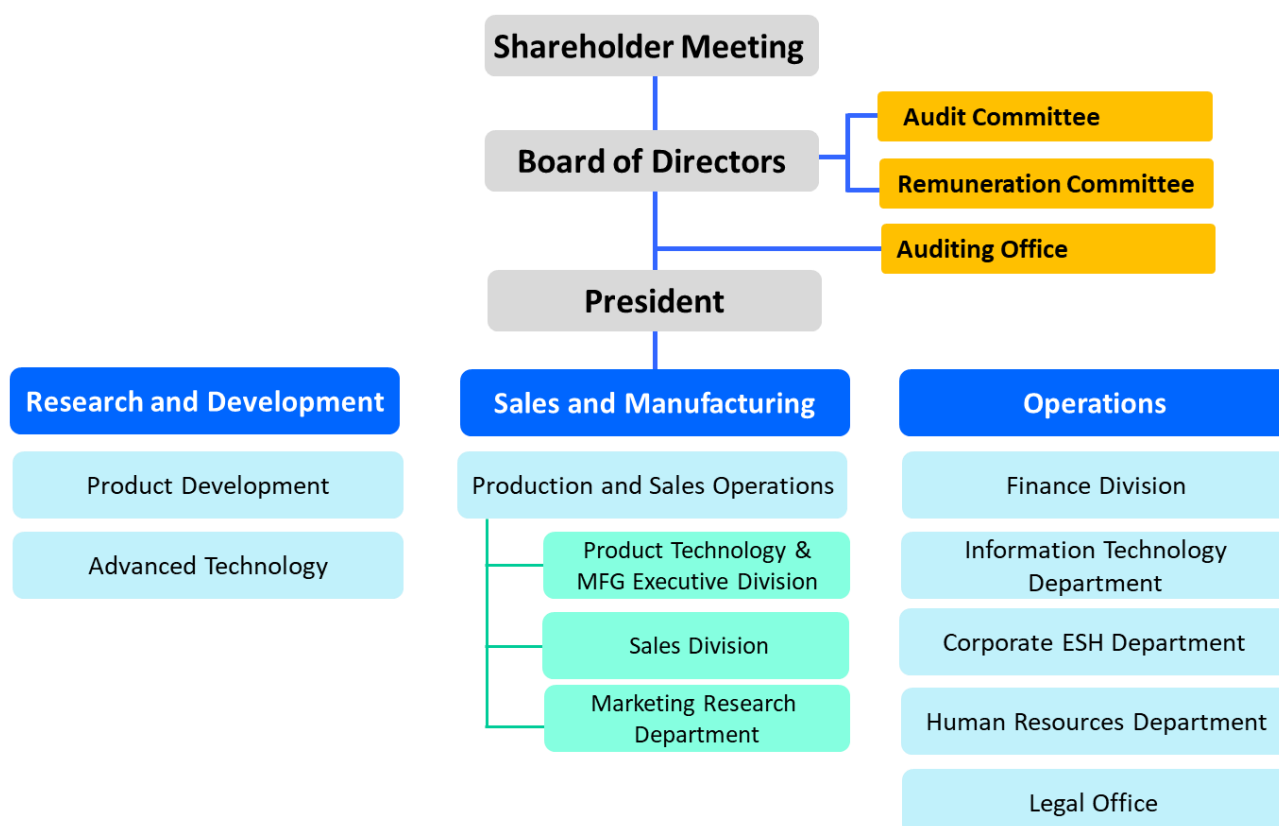 Shareholder Meeting
Audit Committee
Board of Directors
Remuneration Committee
Auditing Office
President
Research and Development
Sales and Manufacturing
Operations
Product Development
Production and Sales Operations
Finance Division
Advanced Technology
Product Technology &
MFG Executive Division
Information Technology
Department
Sales Division
Corporate ESH Department
Marketing Research
Department
Human Resources Department
Legal Office